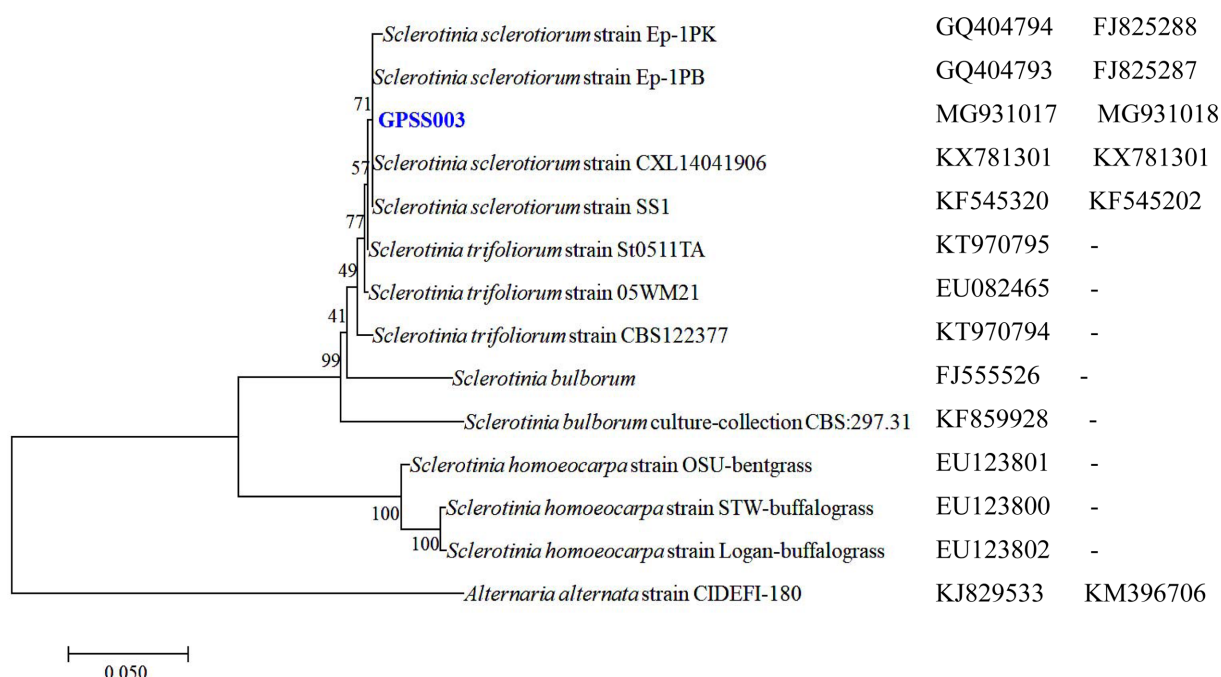 Sclerotinia sclerotiorum strain Ep-1PK GQ404794 FJ825288
Sclerotinia sclerotiorum strain Ep-1PB GQ404793 FJ825287
71
GPSS003 MG931017 MG931018
57
Sclerotinia sclerotiorum strain CXL14041906 KX781301 KX781301
Sclerotinia sclerotiorum strain SS1 KF545320 KF545202
77
Sclerotinia trifoliorum strain St0511TA KT970795 -
49
Sclerotinia trifoliorum strain 05WM21 EU082465 -
41
Sclerotinia trifoliorum strain CBS122377 KT970794 -
99
Sclerotinia bulborum FJ555526 -
Sclerotinia bulborum culture-collection CBS:297.31 KF859928 -
Sclerotinia homoeocarpa strain OSU-bentgrass EU123801 -
100
Sclerotinia homoeocarpa strain STW-buffalograss EU123800 -
100
Sclerotinia homoeocarpa strain Logan-buffalograss EU123802 -
Alternaria alternata strain CIDEFI-180 KJ829533 KM396706
0.050